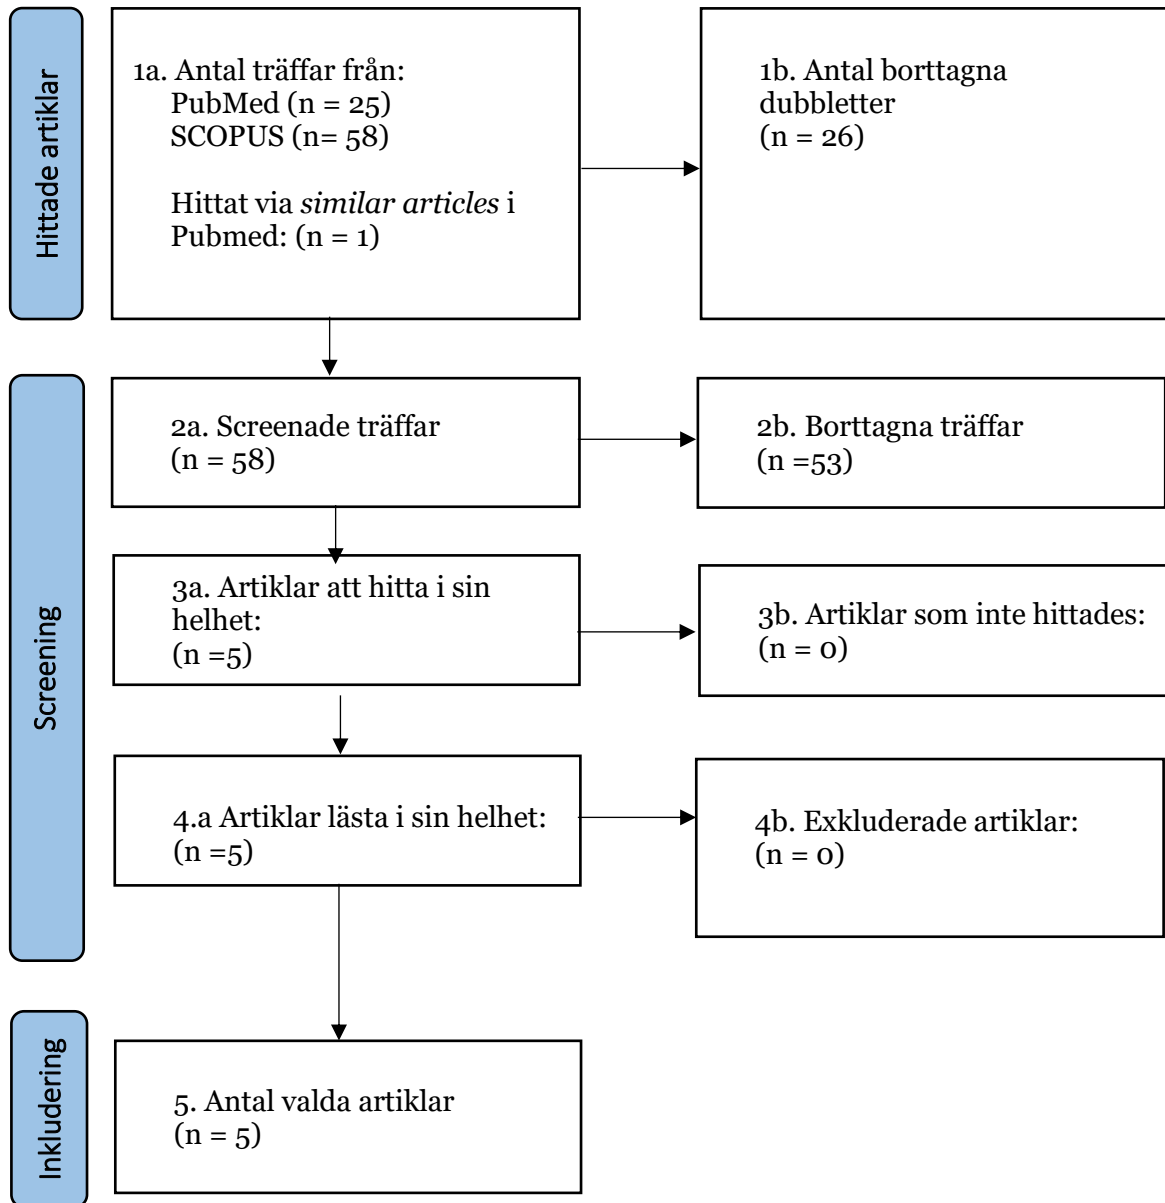 Hittade artiklar
1a. Antal träffar från:
PubMed (n = 25)
SCOPUS (n= 58)
Hittat via similar articles i
Pubmed: (n = 1)
1b. Antal borttagna
dubbletter
(n = 26)
Screening
2a. Screenade träffar
(n = 58)
2b. Borttagna träffar
(n =53)
3a. Artiklar att hitta i sin
helhet:
(n =5)
3b. Artiklar som inte hittades:
(n = 0)
4.a Artiklar lästa i sin helhet:
(n =5)
4b. Exkluderade artiklar:
(n = 0)
Inkludering
5. Antal valda artiklar
(n = 5)